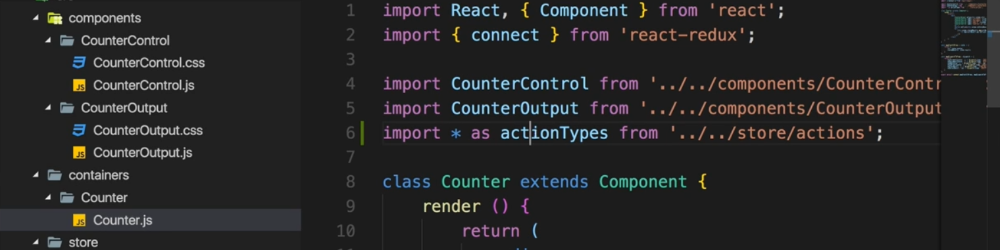 components
CounterControl
CounterControl.css
JS CounterControl.js
CounterOutput
CounterOutput.css
JS CounterOutput.js
containers
Counter
JS Counter.js
store
1 import React, { Component } from 'react';
2 import { connect } from 'react-redux';
3
4 import CounterControl from '../../components/CounterContr
5 import CounterOutput from '../../components/CounterOutput
6 import * as actionTypes from '../../store/actions';
7
8 class Counter extends Component {
9 render () {
10 return (